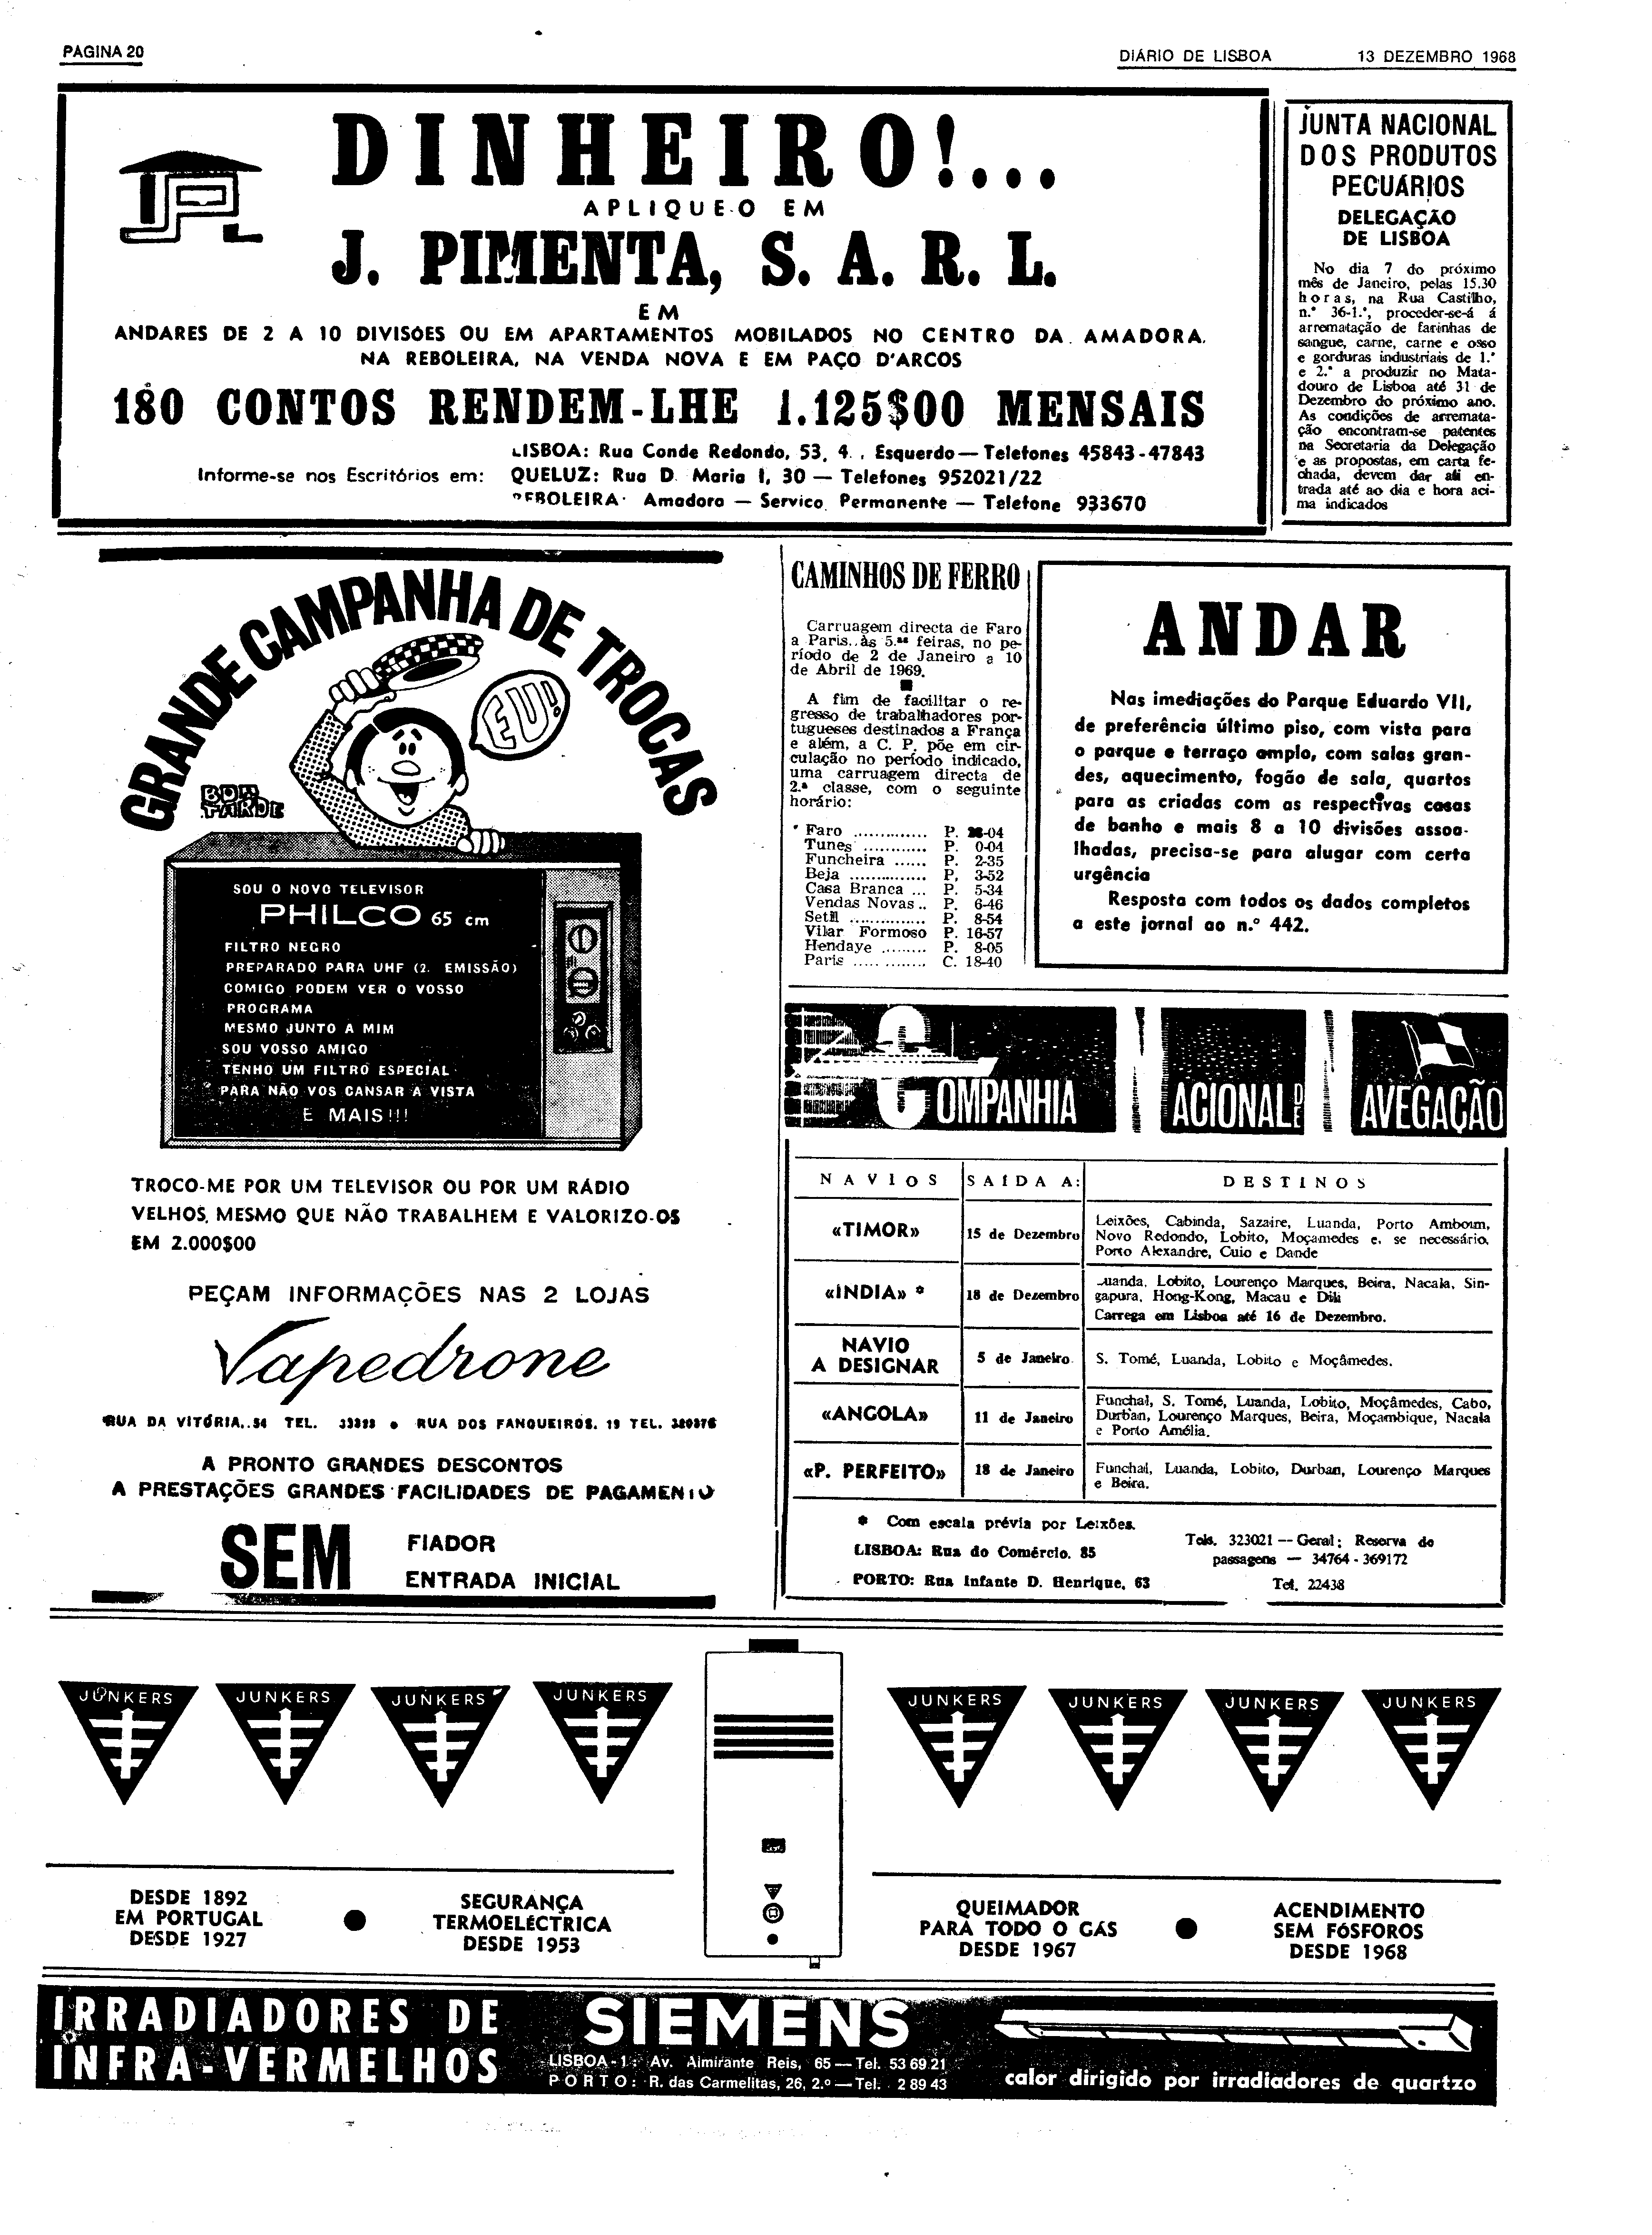 PÁGINA 20
DIÁRIO DE LISBOA 13 DEZEMBRO 1968
DINHEIRO!...
APLIQUE-O EM
J. PIMENTA, S. A. R. L.
EM
ANDARES DE 2 A 10 DIVISÕES OU EM APARTAMENTOS MOBILADOS NO CENTRO DA AMADORA,
NA REBOLEIRA, NA VENDA NOVA E EM PAÇO D'ARCOS
180 CONTOS RENDEM-LHE 1.125$00 MENSAIS
LISBOA: Rua Conde Redondo, 53, 4. , Esquerdo — Telefones 45843-47843
Informe-se nos Escritórios em: QUELUZ: Rua D. Maria I, 30 — Telefones 952021/22
REBOLEIRA: Amadora — Servico Permanente — Telefone 933670
JUNTA NACIONAL
DOS PRODUTOS
PECUÁRIOS
DELEGAÇÃO
DE LISBOA
No dia 7 do próximo
mês de Janeiro, pelas 15.30
horas, na Rua Castilho,
n.º 36-1.º, proceder-se-á á
arrematação de farinhas de
sangue, carne, carne e osso
e gorduras industriais de 1.ª
e 2.ª a produzir no Mata-
douro de Lisboa até 31 de
Dezembro do próximo ano.
As condições de arremata-
ção encontram-se patentes
na Secretaria da Delegação
e as propostas, em carta fe-
chada, devem dar ali en-
trada até ao dia e hora aci-
ma indicados
GRANDE CAMPANHA DE TROCAS
EU!
BOA
TARDE
SOU O NOVO TELEVISOR
PHILCO 65 cm
FILTRO NEGRO
PREPARADO PARA UHF (2. EMISSÃO)
COMIGO PODEM VER O VOSSO
PROGRAMA
MESMO JUNTO A MIM
SOU VOSSO AMIGO
TENHO UM FILTRO ESPECIAL
PARA NÃO VOS CANSAR A VISTA
E MAIS!!!
TROCO-ME POR UM TELEVISOR OU POR UM RÁDIO
VELHOS, MESMO QUE NÃO TRABALHEM E VALORIZO-OS
EM 2.000$00
PEÇAM INFORMAÇÕES NAS 2 LOJAS
Vapedrone
RUA DA VITÓRIA, 54 TEL. ● RUA DOS FANQUEIROS, 19 TEL.
A PRONTO GRANDES DESCONTOS
A PRESTAÇÕES GRANDES FACILIDADES DE PAGAMENTO
SEM FIADOR
ENTRADA INICIAL
CAMINHOS DE FERRO
Carruagem directa de Faro
a Paris, às 5.as feiras, no pe-
ríodo de 2 de Janeiro a 10
de Abril de 1969.
A fim de facilitar o re-
gresso de trabalhadores por-
tugueses destinados a França
e além, a C. P. põe em cir-
culação no período indicado,
uma carruagem directa de
2.ª classe, com o seguinte
horário:
Faro .............. P.
Tunes ............ P. 0-04
Funcheira ...... P. 2-35
Beja ............... P. 3-52
Casa Branca ... P. 5-34
Vendas Novas .. P. 6-46
Setil .............. P. 8-54
Vilar Formoso P. 16-57
Hendaye ........ P. 8-05
Paris .............. C. 18-40
ANDAR
Nas imediações do Parque Eduardo VII,
de preferência último piso, com vista para
o parque e terraço amplo, com salas gran-
des, aquecimento, fogão de sala, quartos
para as criadas com as respectivas casas
de banho e mais 8 a 10 divisões assoa-
lhadas, precisa-se para alugar com certa
urgência
Resposta com todos os dados completos
a este jornal ao n.º 442.
COMPANHIA NACIONAL DE NAVEGAÇÃO
NAVIOS SAÍDA A: DESTINOS
«TIMOR» 15 de Dezembro Leixões, Cabinda, Sazaire, Luanda, Porto Amboim,
Novo Redondo, Lobito, Moçamedes e, se necessário,
Porto Alexandre, Cuio e Dande
«ÍNDIA» * 18 de Dezembro Luanda, Lobito, Lourenço Marques, Beira, Nacala, Sin-
gapura, Hong-Kong, Macau e Dili
Carrega em Lisboa até 16 de Dezembro.
NAVIO
A DESIGNAR 5 de Janeiro S. Tomé, Luanda, Lobito e Moçâmedes.
«ANGOLA» 11 de Janeiro Funchal, S. Tomé, Luanda, Lobito, Moçâmedes, Cabo,
Durban, Lourenço Marques, Beira, Moçambique, Nacala
e Porto Amélia.
«P. PERFEITO» 18 de Janeiro Funchal, Luanda, Lobito, Durban, Lourenço Marques
e Beira.
* Com escala prévia por Leixões.
LISBOA: Rua do Comércio, 85 Tels. 323021 — Geral; Reserva de
passagens — 34764 - 369172
PORTO: Rua Infante D. Henrique, 63 Tel. 22438
JUNKERS JUNKERS JUNKERS JUNKERS JUNKERS JUNKERS JUNKERS JUNKERS
DESDE 1892
EM PORTUGAL
DESDE 1927
●
SEGURANÇA
TERMOELÉCTRICA
DESDE 1953
QUEIMADOR
PARA TODO O GÁS
DESDE 1967
●
ACENDIMENTO
SEM FÓSFOROS
DESDE 1968
IRRADIADORES DE
INFRA-VERMELHOS
SIEMENS
LISBOA-1: Av. Almirante Reis, 65 — Tel. 53 69 21
PORTO: R. das Carmelitas, 26, 2.º — Tel. 2 89 43
calor dirigido por irradiadores de quartzo